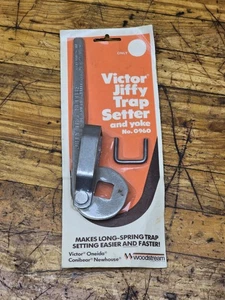 Victor®
Jiffy
Trap
Setter
and yoke
No. 0960
MAKES LONG-SPRING TRAP
SETTING EASIER AND FASTER!
Victor® Oneida®
Conibear® Newhouse®
woodstream